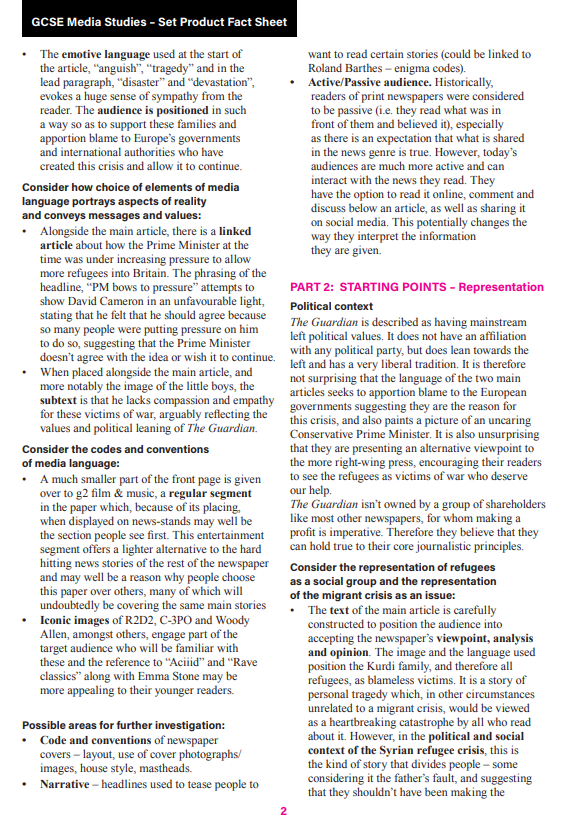 GCSE Media Studies – Set Product Fact Sheet
• The emotive language used at the start of
the article, “anguish”, “tragedy” and in the
lead paragraph, “disaster” and “devastation”,
evokes a huge sense of sympathy from the
reader. The audience is positioned in such
a way so as to support these families and
apportion blame to Europe’s governments
and international authorities who have
created this crisis and allow it to continue.
Consider how choice of elements of media
language portrays aspects of reality
and conveys messages and values:
• Alongside the main article, there is a linked
article about how the Prime Minister at the
time was under increasing pressure to allow
more refugees into Britain. The phrasing of the
headline, “PM bows to pressure” attempts to
show David Cameron in an unfavourable light,
stating that he felt that he should agree because
so many people were putting pressure on him
to do so, suggesting that the Prime Minister
doesn’t agree with the idea or wish it to continue.
• When placed alongside the main article, and
more notably the image of the little boys, the
subtext is that he lacks compassion and empathy
for these victims of war, arguably reflecting the
values and political leaning of The Guardian.
Consider the codes and conventions
of media language:
• A much smaller part of the front page is given
over to g2 film & music, a regular segment
in the paper which, because of its placing,
when displayed on news-stands may well be
the section people see first. This entertainment
segment offers a lighter alternative to the hard
hitting news stories of the rest of the newspaper
and may well be a reason why people choose
this paper over others, many of which will
undoubtedly be covering the same main stories
• Iconic images of R2D2, C-3PO and Woody
Allen, amongst others, engage part of the
target audience who will be familiar with
these and the reference to “Aciiid” and “Rave
classics” along with Emma Stone may be
more appealing to their younger readers.
Possible areas for further investigation:
• Code and conventions of newspaper
covers – layout, use of cover photographs/
images, house style, mastheads.
• Narrative – headlines used to tease people to
want to read certain stories (could be linked to
Roland Barthes – enigma codes).
• Active/Passive audience. Historically,
readers of print newspapers were considered
to be passive (i.e. they read what was in
front of them and believed it), especially
as there is an expectation that what is shared
in the news genre is true. However, today’s
audiences are much more active and can
interact with the news they read. They
have the option to read it online, comment and
discuss below an article, as well as sharing it
on social media. This potentially changes the
way they interpret the information
they are given.
PART 2: STARTING POINTS – Representation
Political context
The Guardian is described as having mainstream
left political values. It does not have an affiliation
with any political party, but does lean towards the
left and has a very liberal tradition. It is therefore
not surprising that the language of the two main
articles seeks to apportion blame to the European
governments suggesting they are the reason for
this crisis, and also paints a picture of an uncaring
Conservative Prime Minister. It is also unsurprising
that they are presenting an alternative viewpoint to
the more right-wing press, encouraging their readers
to see the refugees as victims of war who deserve
our help.
The Guardian isn’t owned by a group of shareholders
like most other newspapers, for whom making a
profit is imperative. Therefore they believe that they
can hold true to their core journalistic principles.
Consider the representation of refugees
as a social group and the representation
of the migrant crisis as an issue:
• The text of the main article is carefully
constructed to position the audience into
accepting the newspaper’s viewpoint, analysis
and opinion. The image and the language used
position the Kurdi family, and therefore all
refugees, as blameless victims. It is a story of
personal tragedy which, in other circumstances
unrelated to a migrant crisis, would be viewed
as a heartbreaking catastrophe by all who read
about it. However, in the political and social
context of the Syrian refugee crisis, this is
the kind of story that divides people – some
considering it the father’s fault, and suggesting
that they shouldn’t have been making the
2